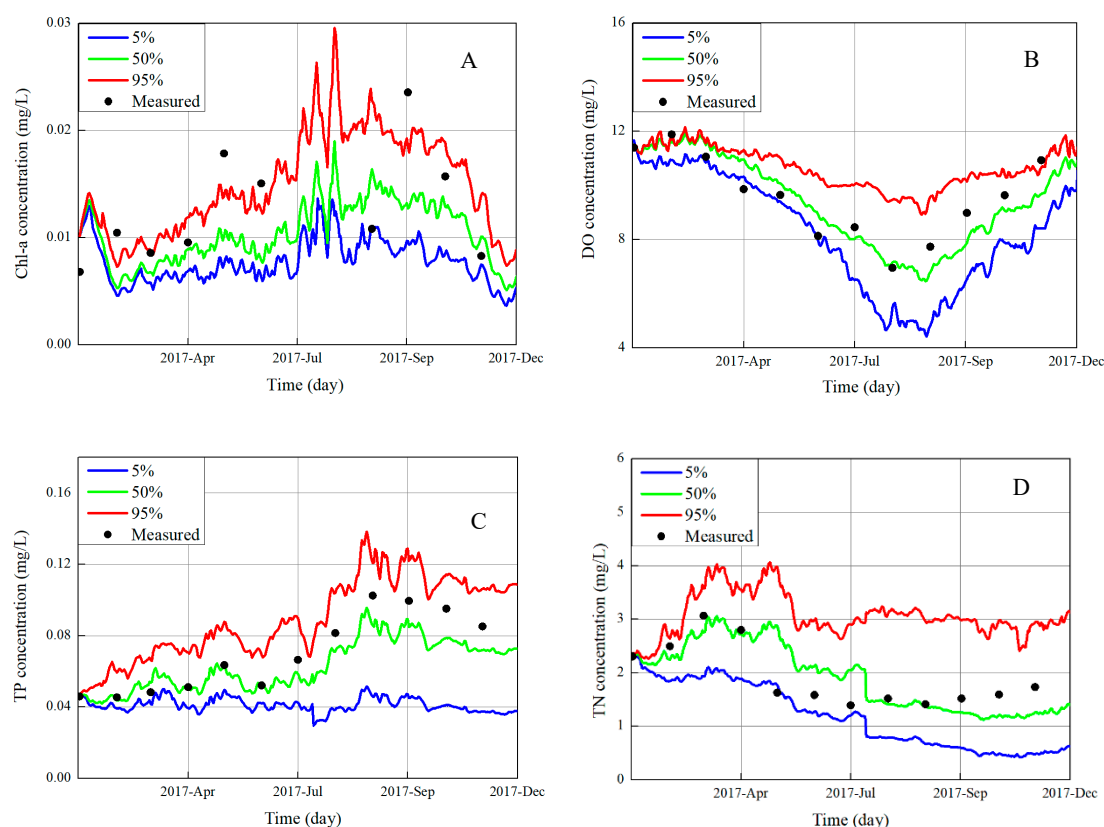 0.03
0.02
0.01
0.00
Chl-a concentration (mg/L)
5%
50%
95%
Measured
A
2017-Apr
2017-Jul
2017-Sep
2017-Dec
Time (day)
16
12
8
4
DO concentration (mg/L)
5%
50%
95%
Measured
B
2017-Apr
2017-Jul
2017-Sep
2017-Dec
Time (day)
0.16
0.12
0.08
0.04
0.00
TP concentration (mg/L)
5%
50%
95%
Measured
C
2017-Apr
2017-Jul
2017-Sep
2017-Dec
Time (day)
6
5
4
3
2
1
0
TN concentration (mg/L)
5%
50%
95%
Measured
D
2017-Apr
2017-Jul
2017-Sep
2017-Dec
Time (day)